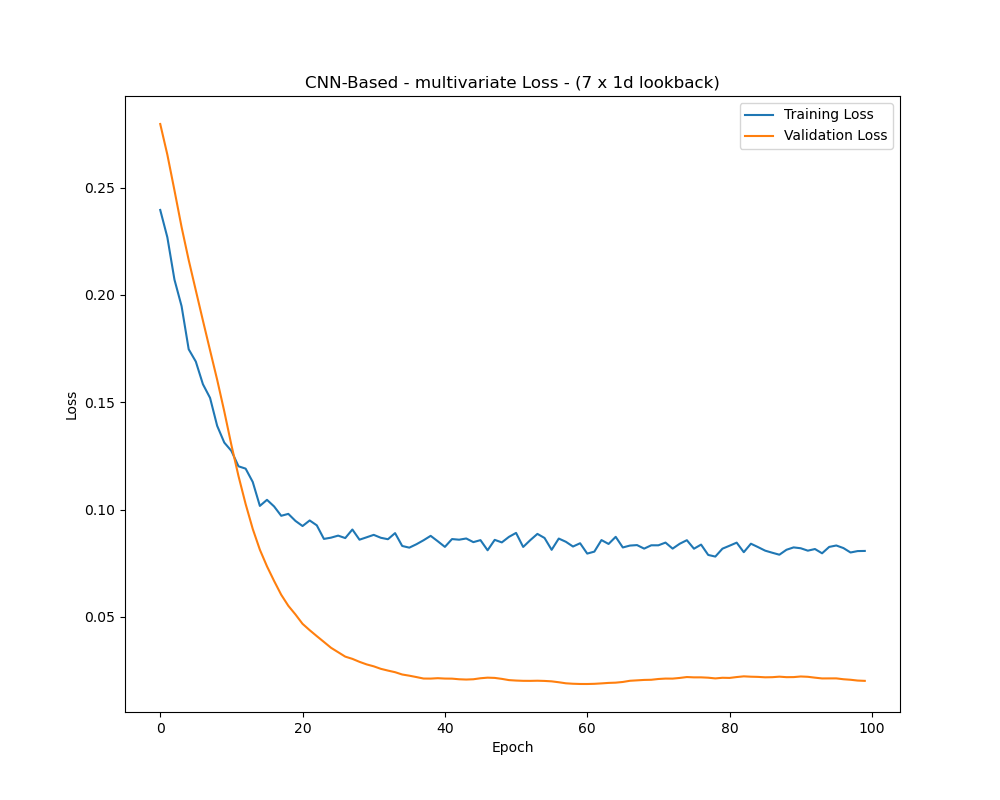 CNN-Based - multivariate Loss - (7 x 1d lookback)
Training Loss
Validation Loss
0.25
0.20
0.15
0.10
0.05
Loss
0 20 40 60 80 100
Epoch